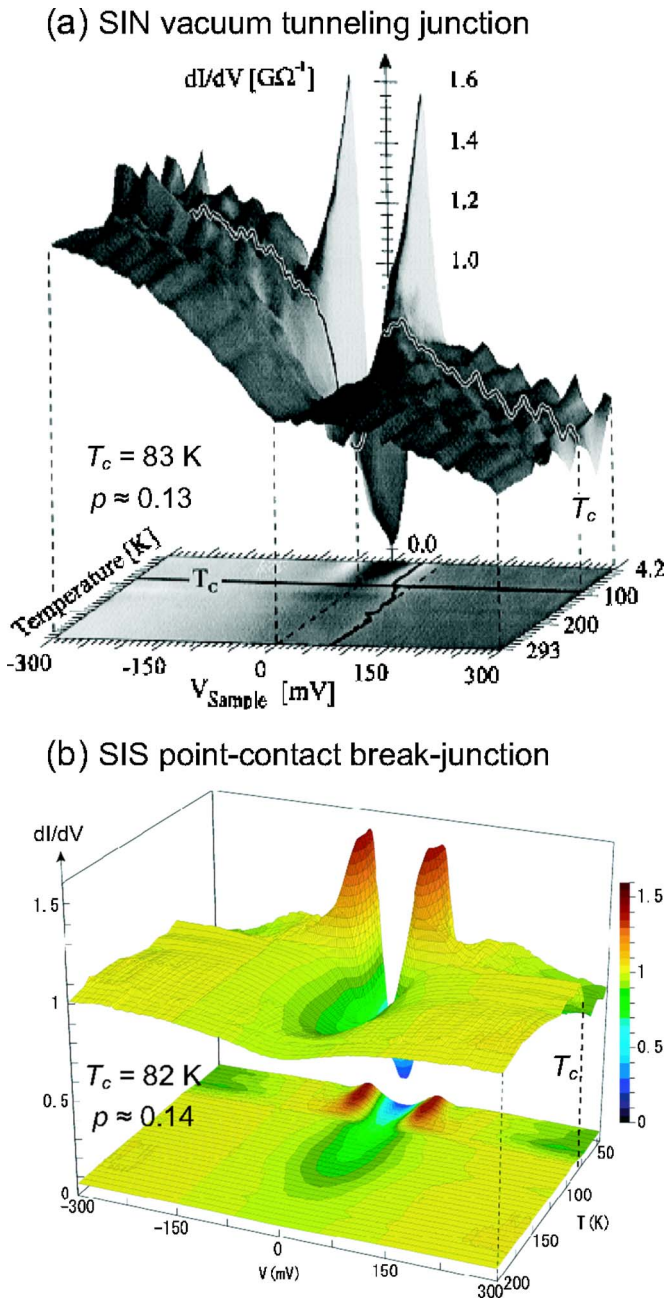 (a) SIN vacuum tunneling junction
dI/dV [GΩ⁻¹]
1.6
1.4
1.2
1.0
T_c = 83 K
p ≈ 0.13
T_c
0.0
Temperature [K]
T_c
4.2
100
200
293
-300
-150
0
150
300
V_Sample [mV]
(b) SIS point-contact break-junction
dI/dV
1.5
1
0.5
0
1.5
1
0.5
0
T_c = 82 K
p ≈ 0.14
T_c
50
100
150
200
T (K)
-300
-150
0
150
300
V (mV)